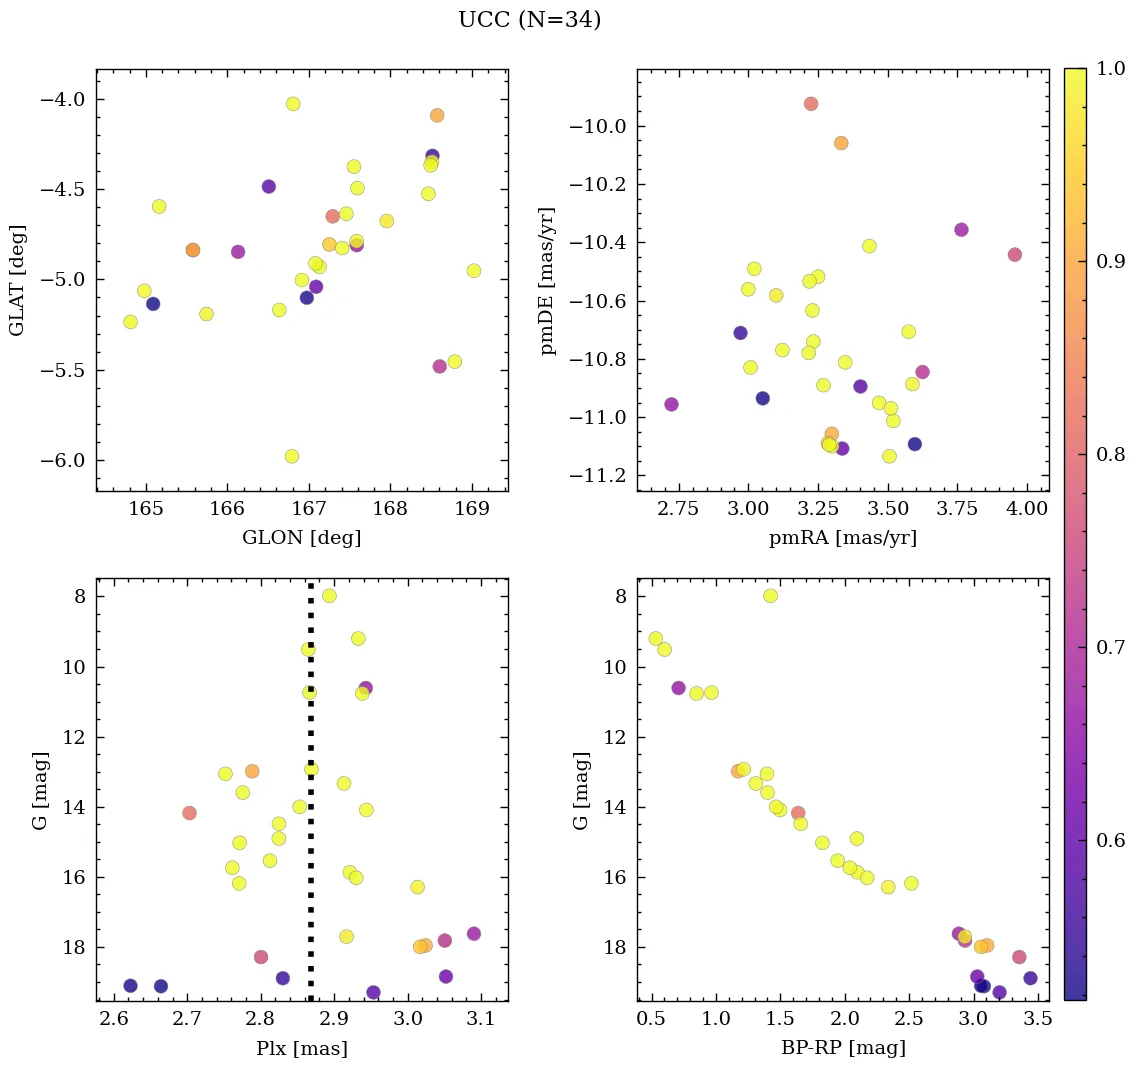 UCC (N=34)
−4.0
−4.5
−5.0
−5.5
−6.0
GLAT [deg]
165 166 167 168 169
GLON [deg]
−10.0
−10.2
−10.4
−10.6
−10.8
−11.0
−11.2
pmDE [mas/yr]
2.75 3.00 3.25 3.50 3.75 4.00
pmRA [mas/yr]
1.0
0.9
0.8
0.7
0.6
8
10
12
14
16
18
G [mag]
2.6 2.7 2.8 2.9 3.0 3.1
Plx [mas]
8
10
12
14
16
18
G [mag]
0.5 1.0 1.5 2.0 2.5 3.0 3.5
BP-RP [mag]